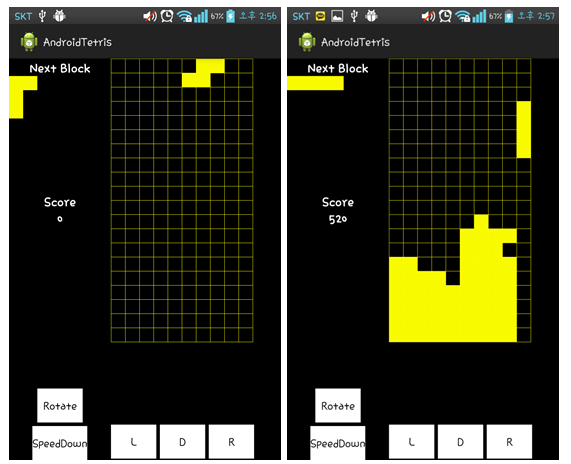 SKT 67% 오후 2:56
AndroidTetris
Next Block
Score
0
Rotate
SpeedDown
L D R
SKT 67% 오후 2:57
AndroidTetris
Next Block
Score
520
Rotate
SpeedDown
L D R